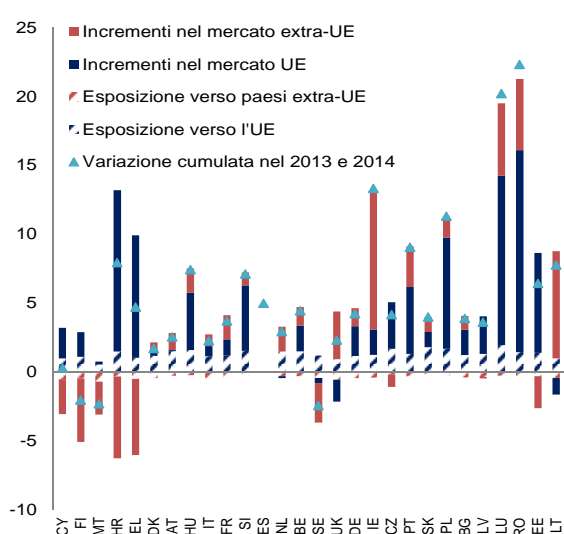 25
20
15
10
5
0
-5
-10
Incrementi nel mercato extra-UE
Incrementi nel mercato UE
Esposizione verso paesi extra-UE
Esposizione verso l'UE
Variazione cumulata nel 2013 e 2014
CY FI MT HR EL DK AT HU IT FR SI ES NL BE SE UK DE IE CZ PT SK PL BG LV LU RO EE LT